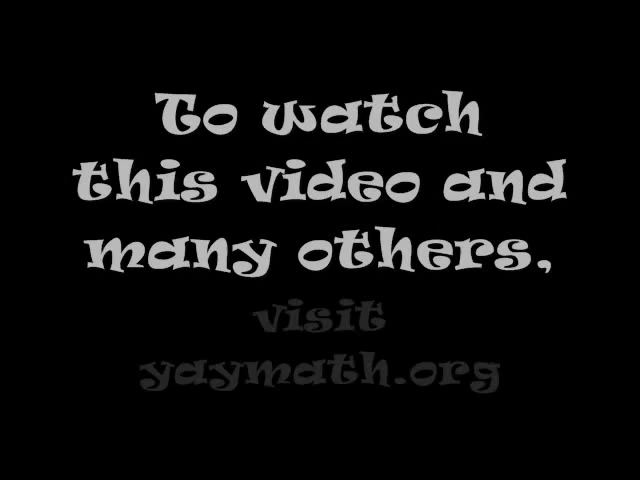 To watch
this video and
many others,
visit
yaymath.org